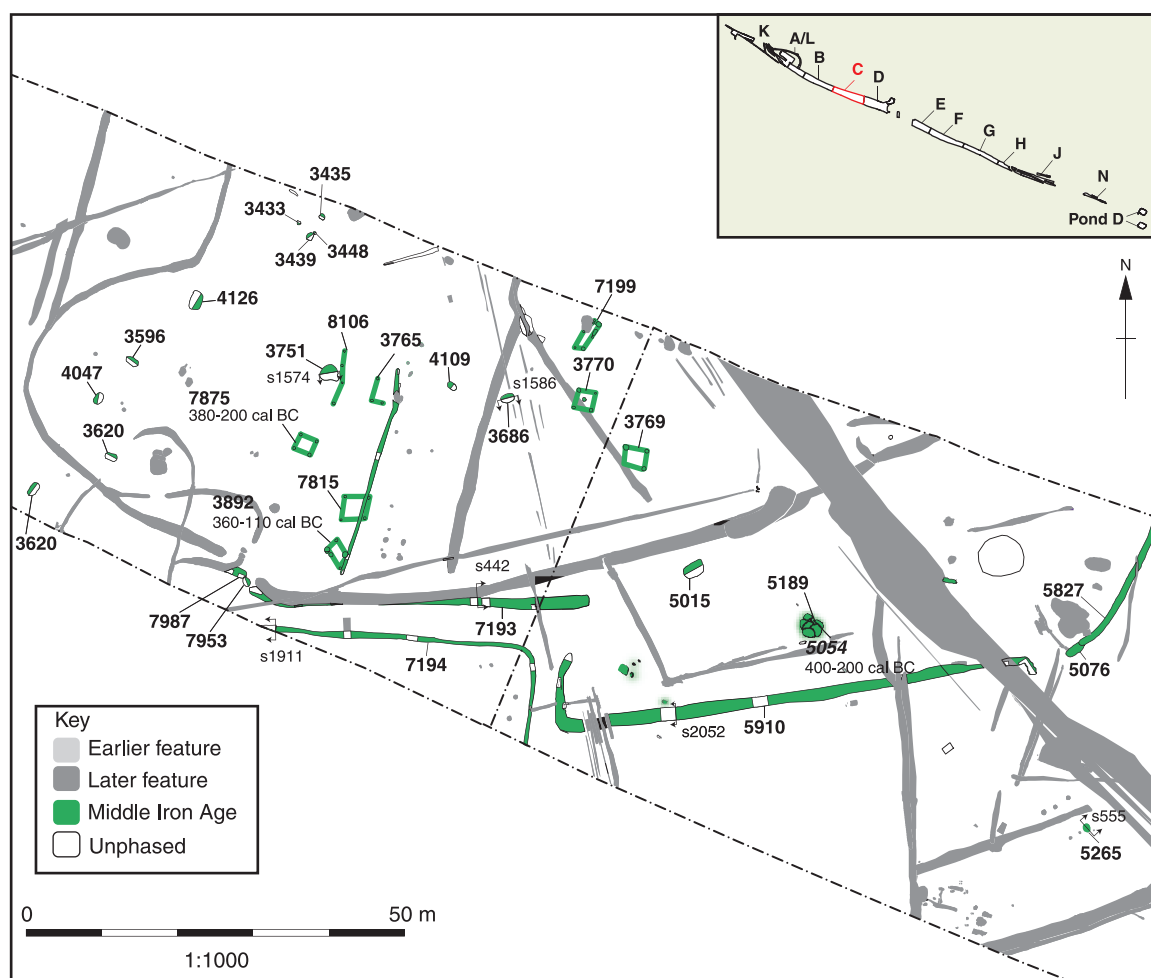 K
A/L
B
C
D
E
F
G
H
J
N
Pond D
N
3435
3433
3448
3439
4126
7199
8106
3765
3596
3751
4109
3770
s1574
s1586
4047
7875
380-200 cal BC
3686
3769
3620
7815
3892
360-110 cal BC
3620
s442
5015
5189
5827
7987
7953
7193
5054
400-200 cal BC
5076
s1911
7194
s2052
5910
Key
Earlier feature
Later feature
Middle Iron Age
Unphased
s555
5265
0
50 m
1:1000